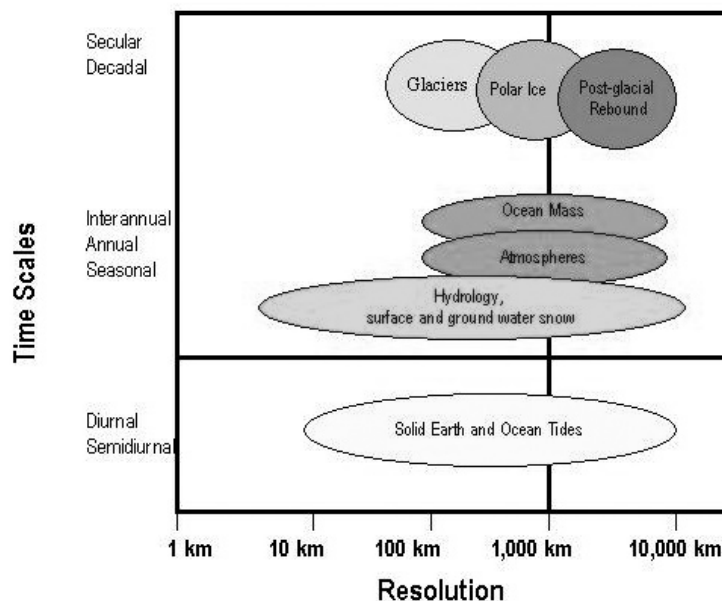 Secular
Decadal
Glaciers
Polar Ice
Post-glacial
Rebound
Time Scales
Interannual
Annual
Seasonal
Ocean Mass
Atmospheres
Hydrology,
surface and ground water snow
Diurnal
Semidiurnal
Solid Earth and Ocean Tides
1 km
10 km
100 km
1,000 km
10,000 km
Resolution